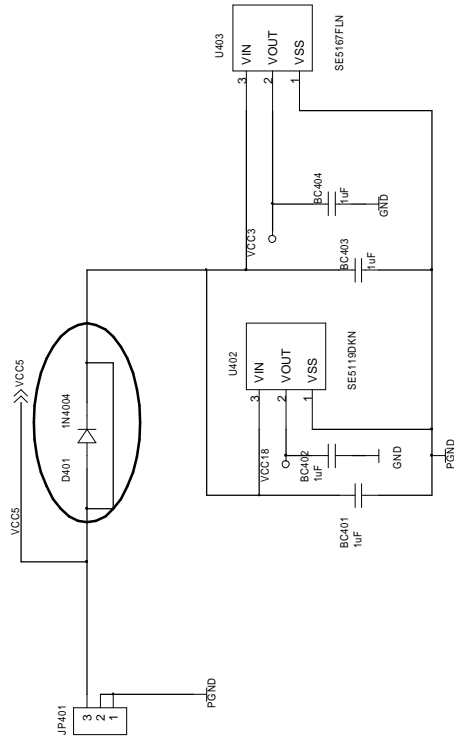 VCC5
VCC5
D401
1N4004
JP401
3
2
1
PGND
U402
VIN
VOUT
VSS
3
2
1
SE5119DKN
VCC18
BC402
1uF
GND
BC401
1uF
PGND
U403
VIN
VOUT
VSS
3
2
1
SE5167FLN
VCC3
BC404
1uF
GND
BC403
1uF